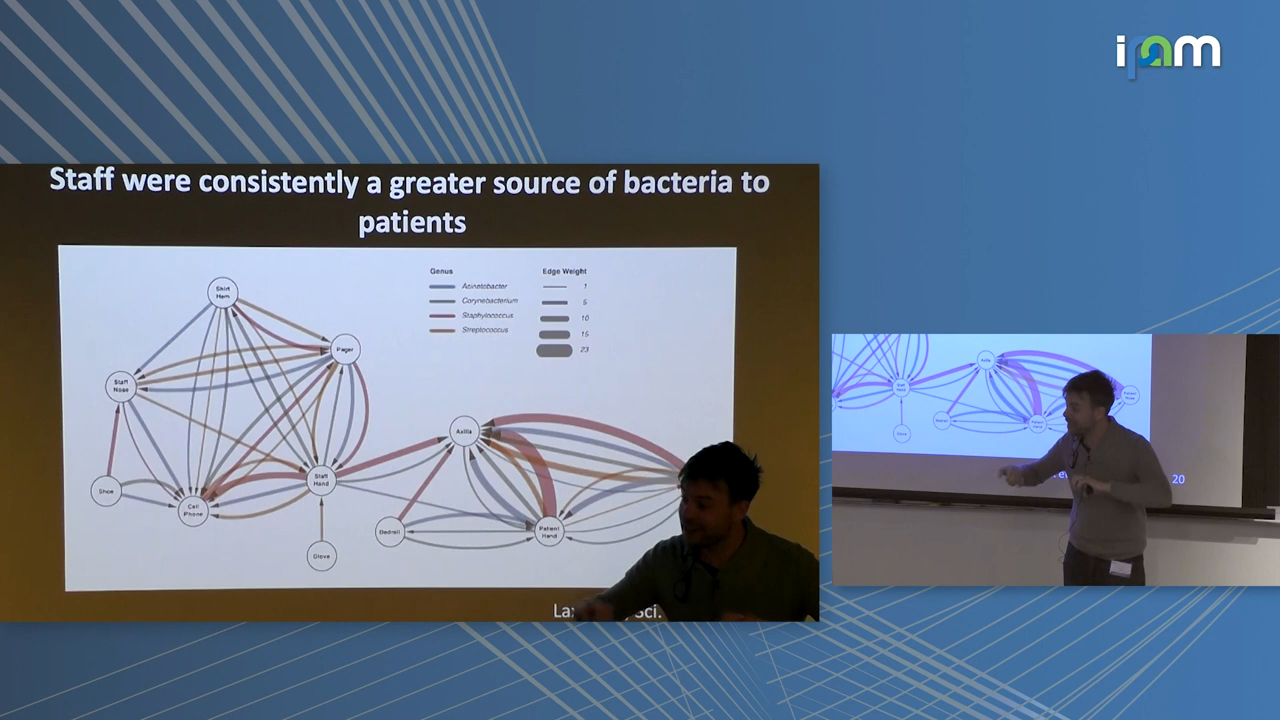 ipam
Staff were consistently a greater source of bacteria to
patients
Genus
Acinetobacter
Corynebacterium
Staphylococcus
Streptococcus
Edge Weight
1
5
10
15
23
Shirt
Hem
Pager
Staff
Nose
Axilla
Staff
Hand
Shoe
Cell
Phone
Bedrail
Patient
Hand
Glove
Sci.
Axilla
20